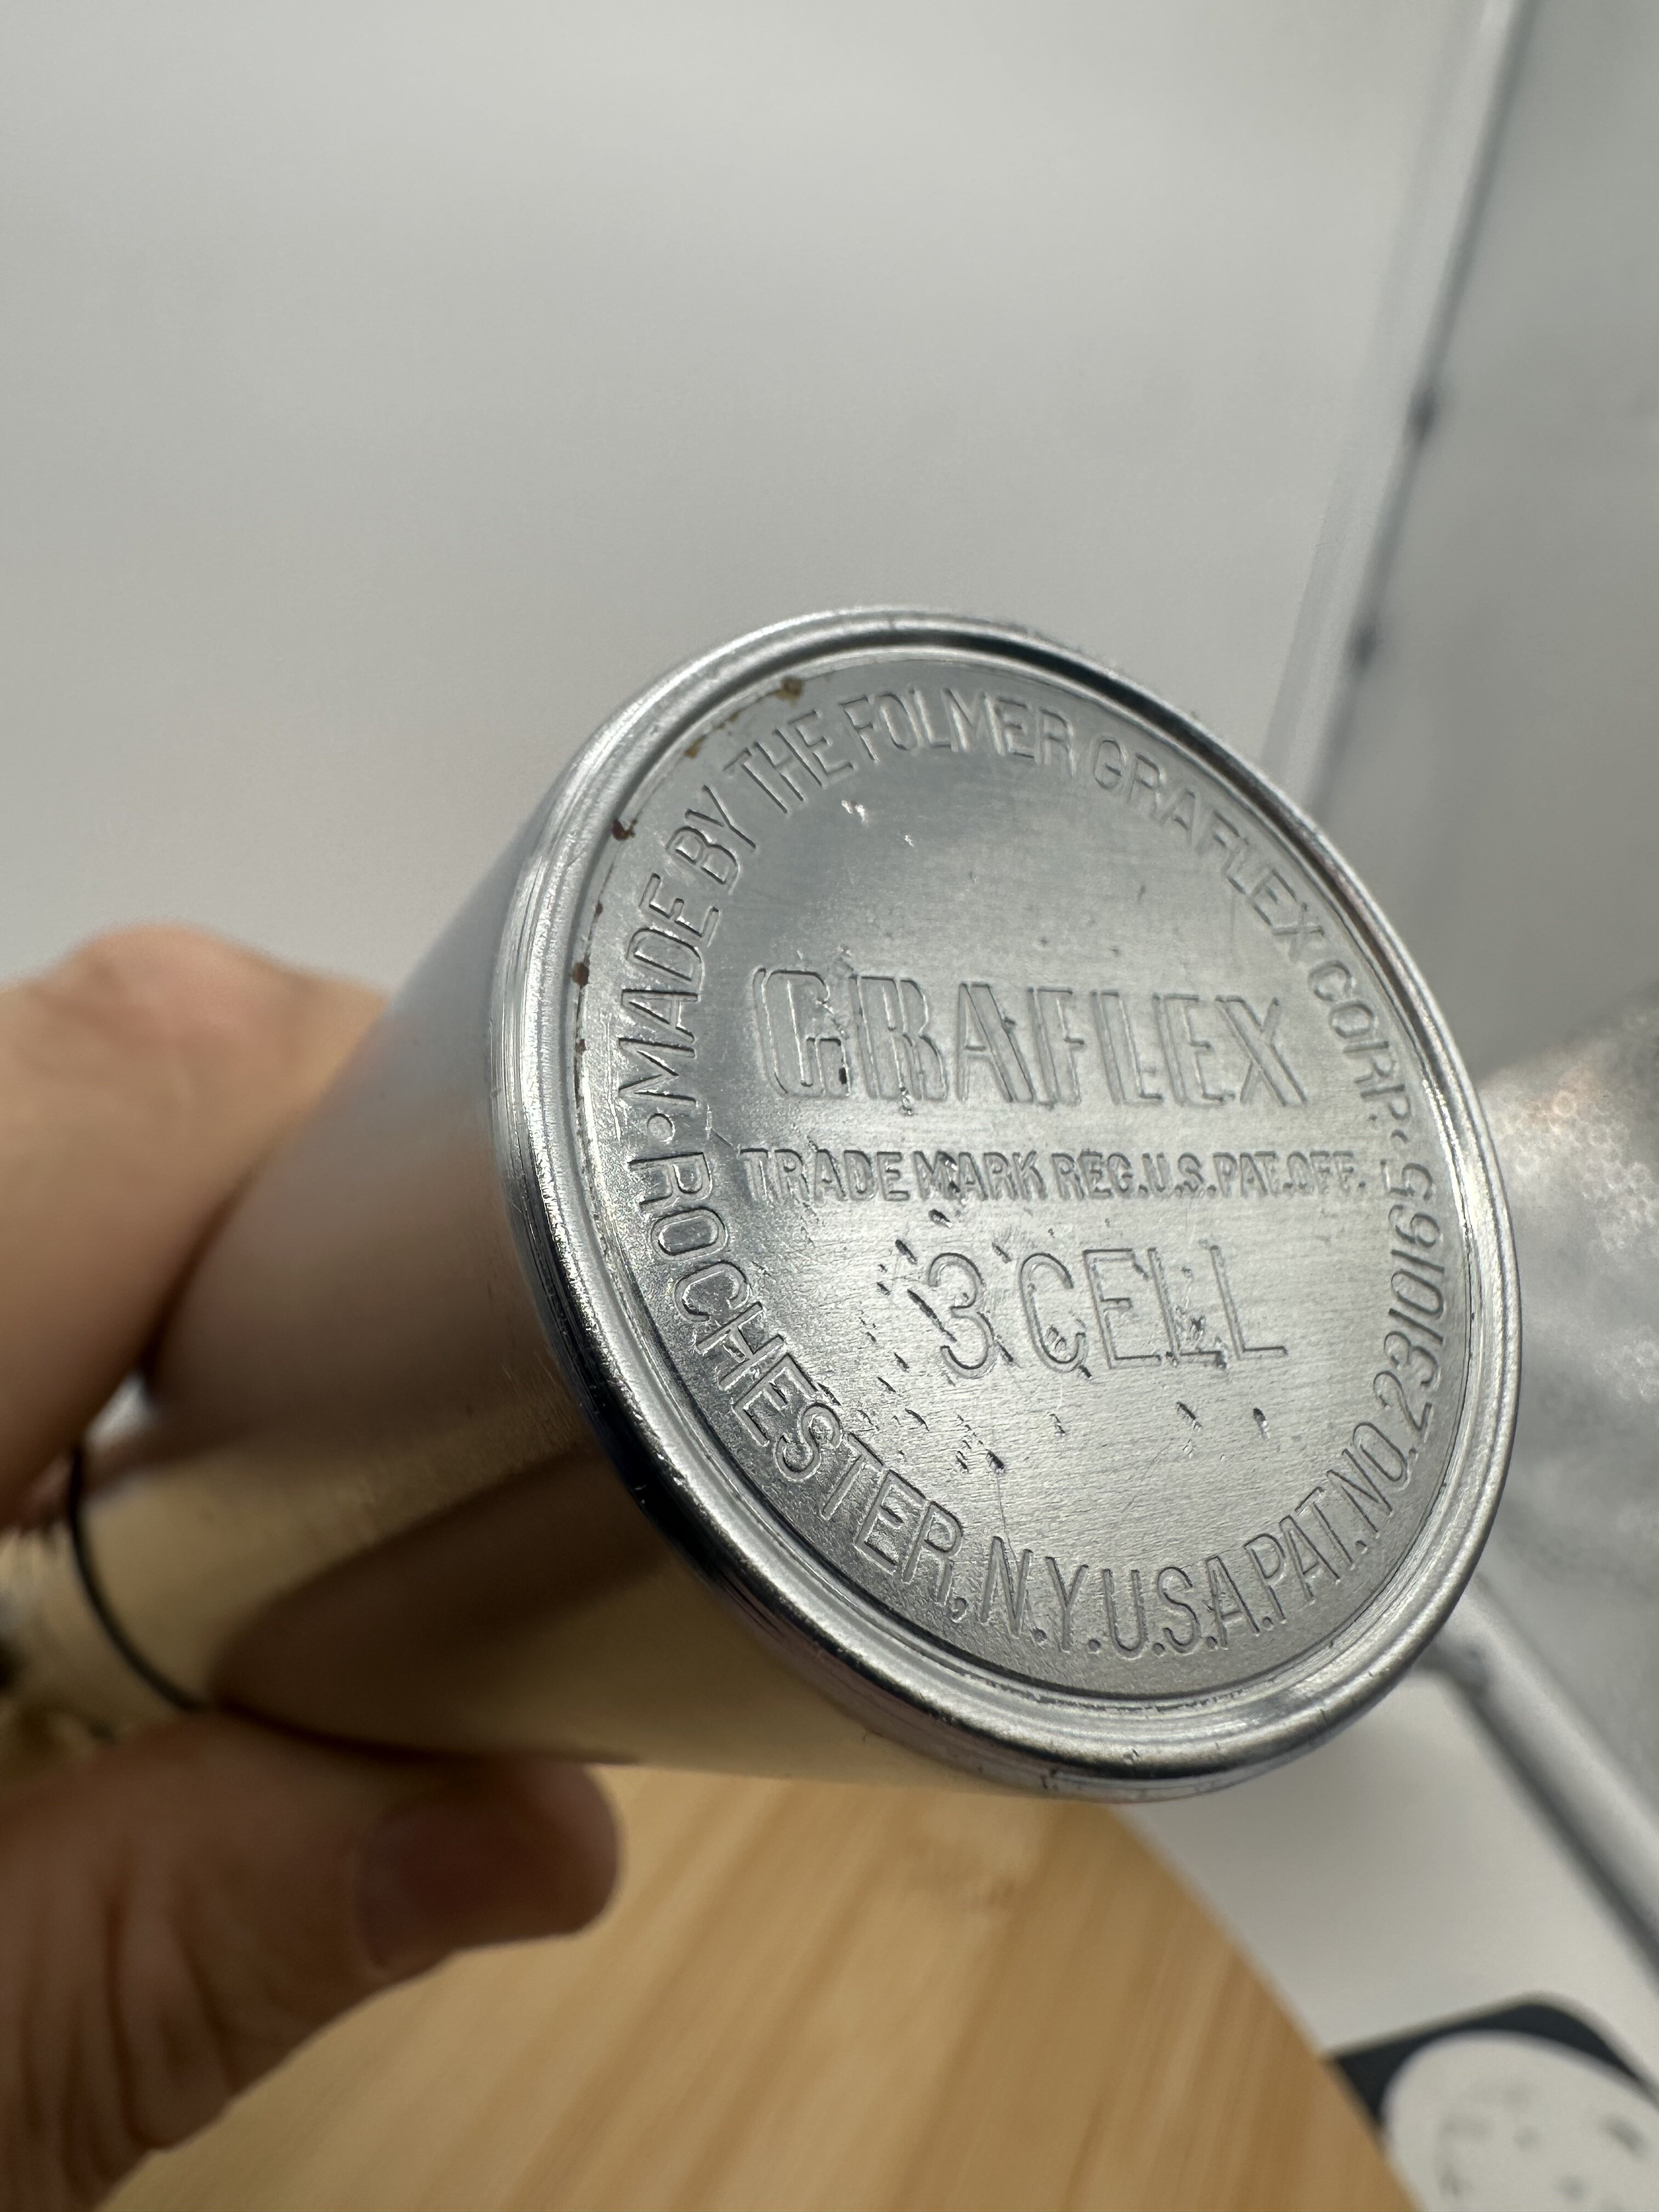 •MADE BY THE FOLMER GRAFLEX CORP.•
GRAFLEX
TRADE MARK REG.U.S.PAT.OFF.
3 CELL
ROCHESTER, N.Y.U.S.A.PAT.NO.2310165